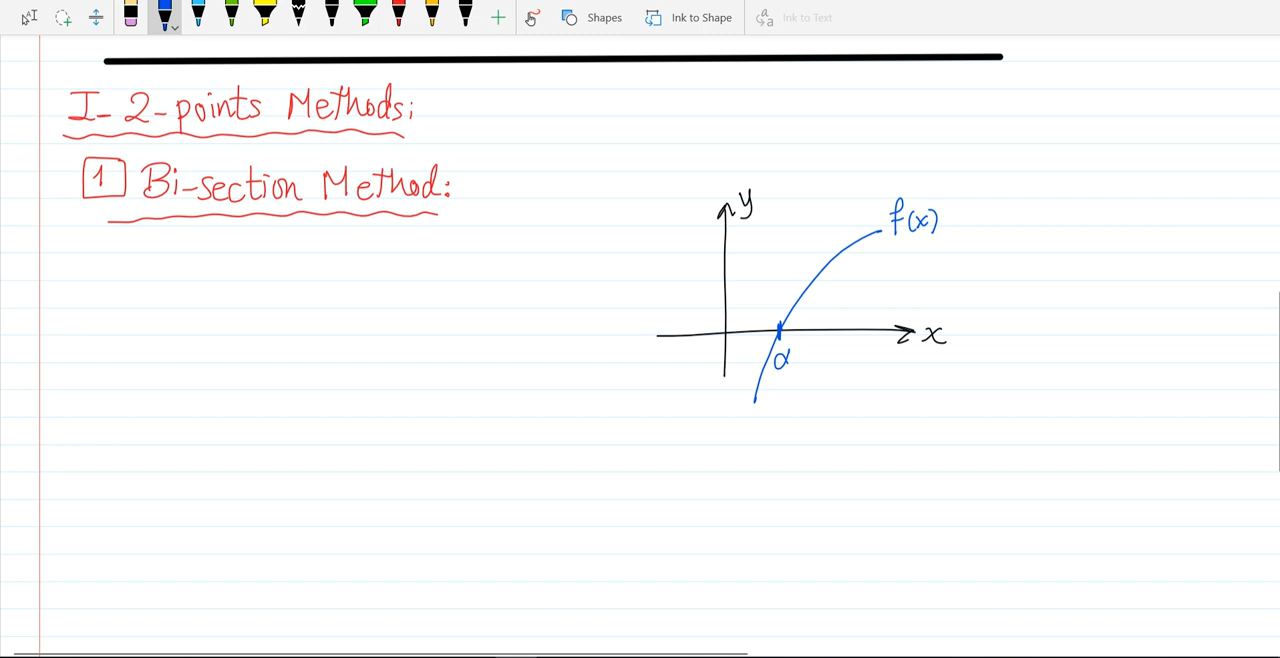 Shapes
Ink to Shape
Ink to Text
I- 2-points Methods;
1 Bi-section Method:
y
f(x)
x
α